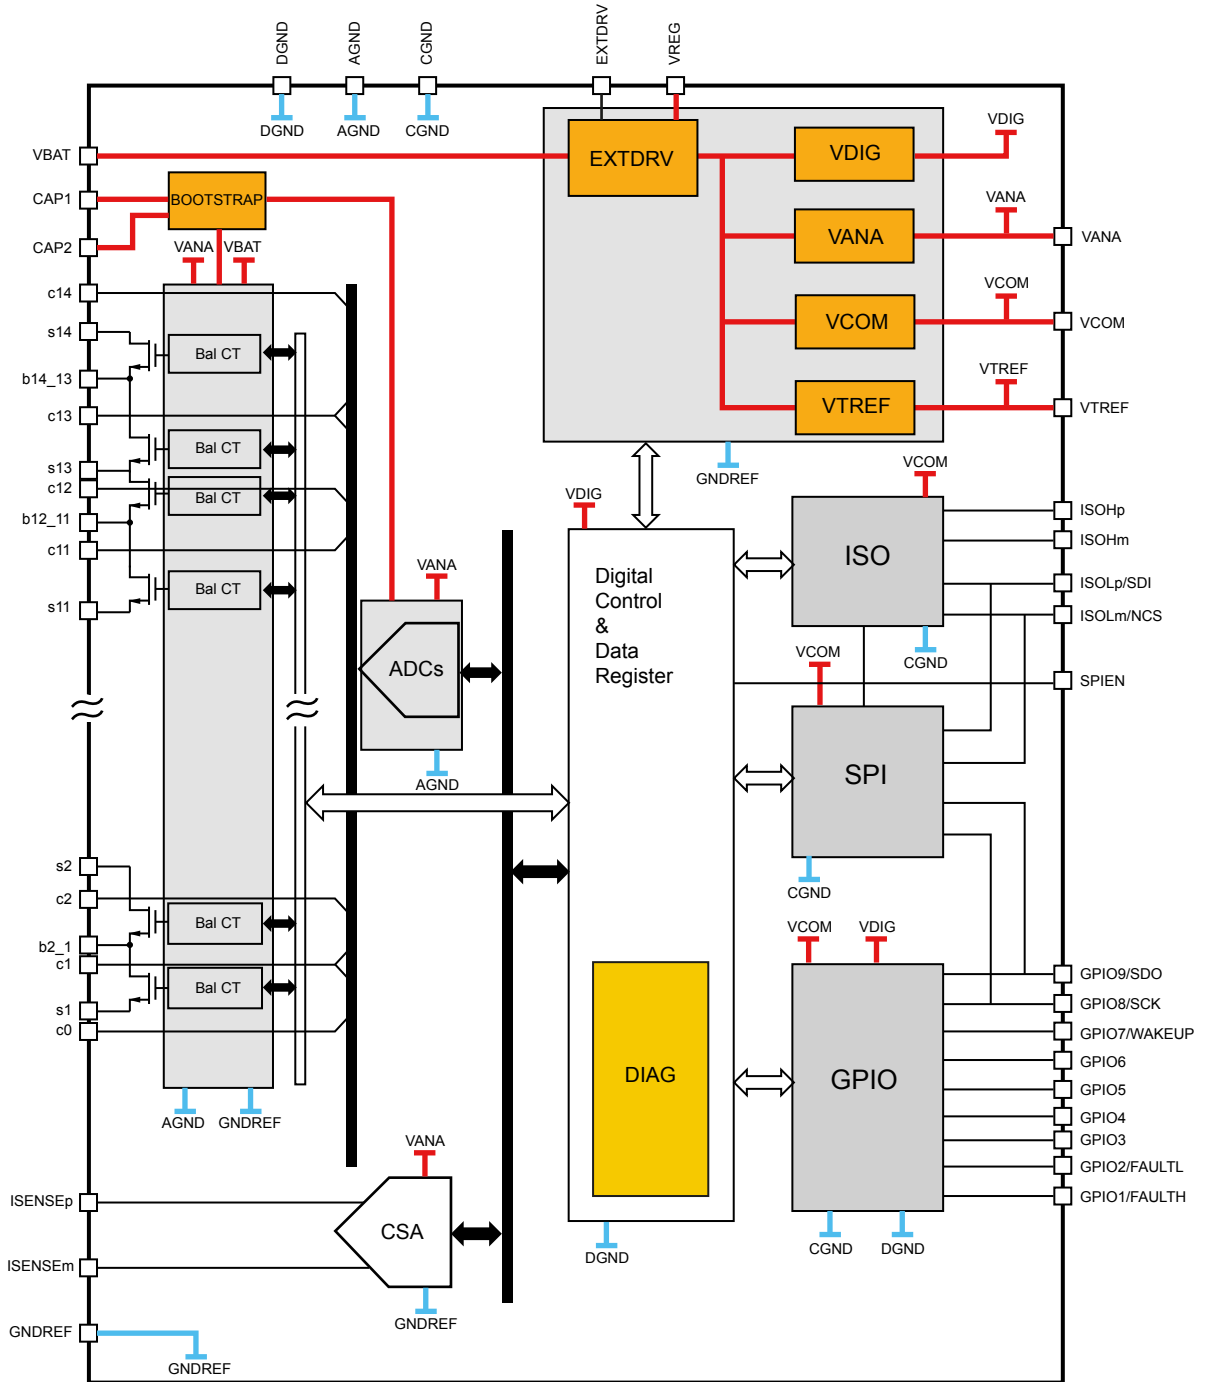 DGND
AGND
CGND
EXTDRV
VREG
DGND
AGND
CGND
VBAT
CAP1
CAP2
BOOTSTRAP
VANA
VBAT
EXTDRV
VDIG
VANA
VCOM
VTREF
VDIG
VANA
VCOM
VTREF
VANA
VCOM
VTREF
GNDREF
c14
s14
b14_13
c13
s13
c12
b12_11
c11
s11
Bal CT
Bal CT
Bal CT
Bal CT
s2
c2
b2_1
c1
s1
c0
Bal CT
Bal CT
AGND
GNDREF
VANA
ADCs
AGND
VDIG
Digital
Control
&
Data
Register
DIAG
DGND
VCOM
ISO
CGND
ISOHp
ISOHm
ISOLp/SDI
ISOLm/NCS
SPIEN
VCOM
SPI
CGND
VCOM
VDIG
GPIO
CGND
DGND
GPIO9/SDO
GPIO8/SCK
GPIO7/WAKEUP
GPIO6
GPIO5
GPIO4
GPIO3
GPIO2/FAULTL
GPIO1/FAULTH
VANA
CSA
GNDREF
ISENSEp
ISENSEm
GNDREF
GNDREF